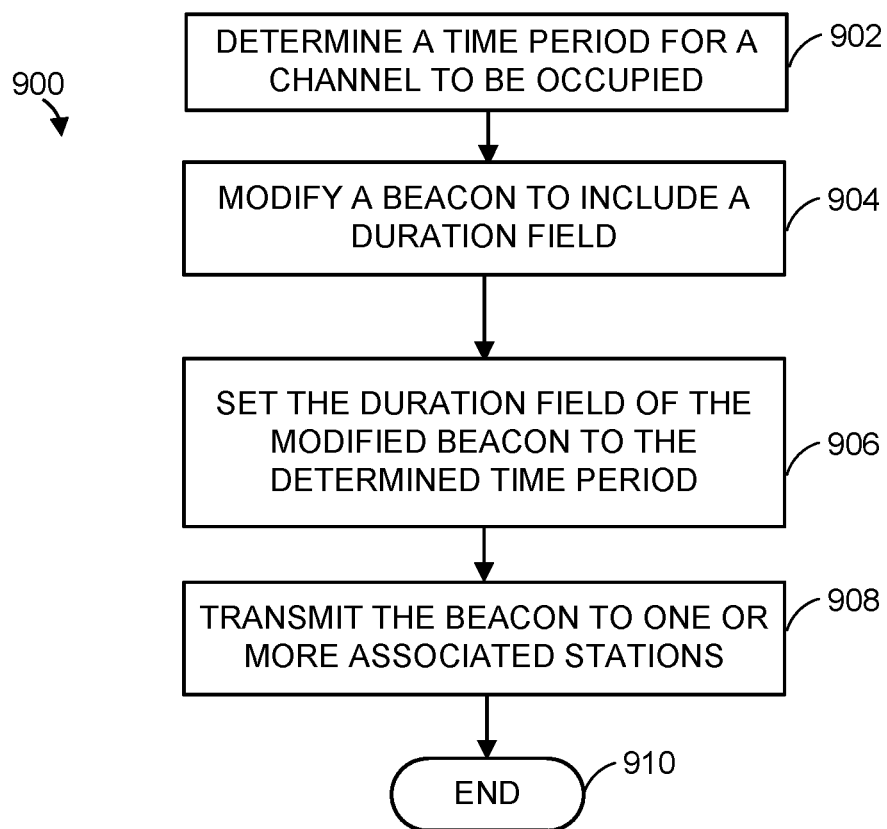 900
DETERMINE A TIME PERIOD FOR A
CHANNEL TO BE OCCUPIED
902
MODIFY A BEACON TO INCLUDE A
DURATION FIELD
904
SET THE DURATION FIELD OF THE
MODIFIED BEACON TO THE
DETERMINED TIME PERIOD
906
TRANSMIT THE BEACON TO ONE OR
MORE ASSOCIATED STATIONS
908
END
910